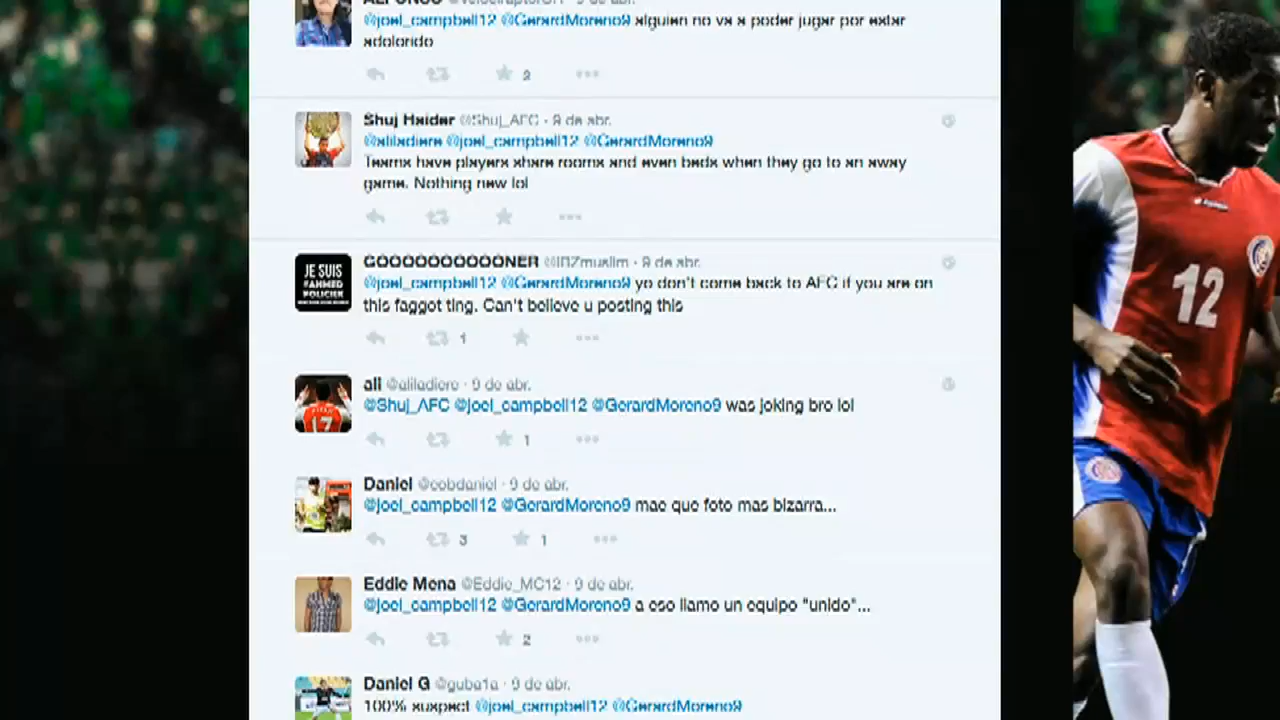 ALFONSO
@joel_campbell12 @GerardMoreno9 alguien no va a poder jugar por estar
adolorido
2
Shuj Haider @Shuj_AFC · 9 de abr.
@aliladiere @joel_campbell12 @GerardMoreno9
Teams have players share rooms and even beds when they go to an away
game. Nothing new lol
GOOOOOOOOOOONER @IRZmuslim · 9 de abr.
JE SUIS
#AHMED
POLICIER
@joel_campbell12 @GerardMoreno9 yo don't come back to AFC if you are on
this faggot ting. Can't believe u posting this
1
ali @aliladiere · 9 de abr.
@Shuj_AFC @joel_campbell12 @GerardMoreno9 was joking bro lol
17
1
Daniel @cobdaniel · 9 de abr.
@joel_campbell12 @GerardMoreno9 mae que foto mas bizarra...
3 1
Eddie Mena @Eddie_MC12 · 9 de abr.
@joel_campbell12 @GerardMoreno9 a eso llamo un equipo "unido"...
2
Daniel G @guba1a · 9 de abr.
100% suspect @joel_campbell12 @GerardMoreno9
12